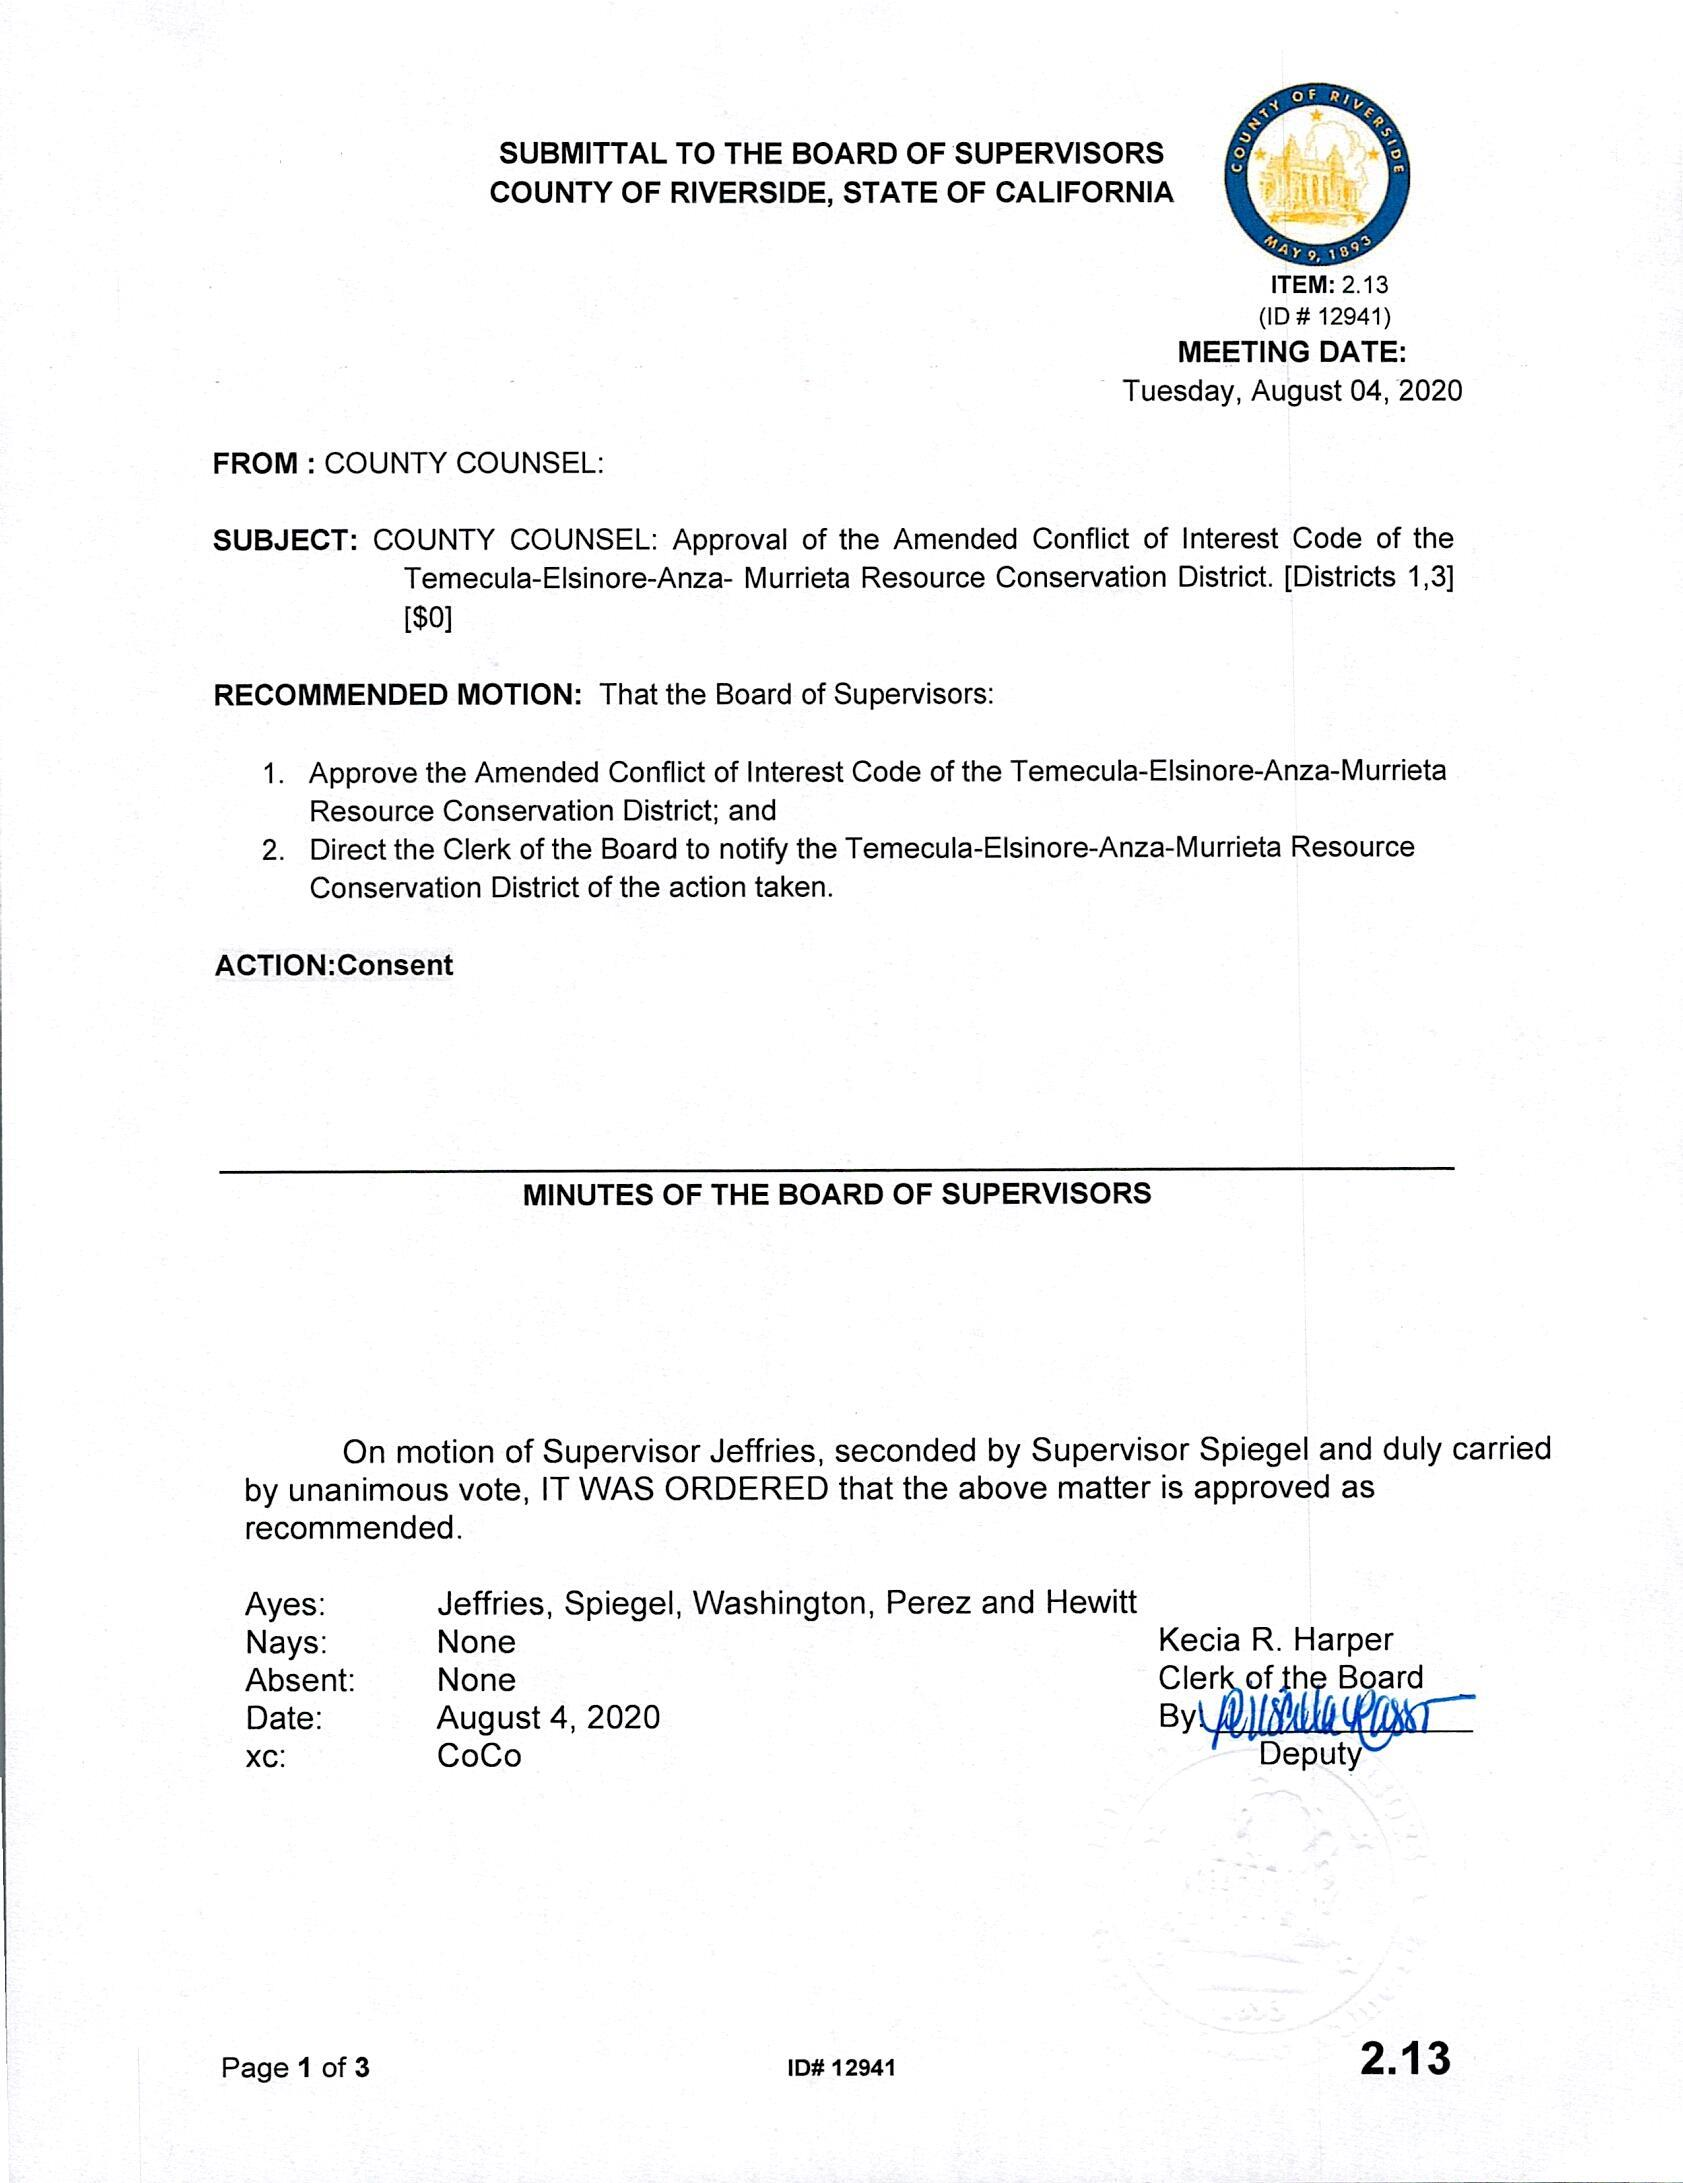 COUNTY OF RIVERSIDE
MAY 9, 1893
SUBMITTAL TO THE BOARD OF SUPERVISORS
COUNTY OF RIVERSIDE, STATE OF CALIFORNIA
ITEM: 2.13
(ID # 12941)
MEETING DATE:
Tuesday, August 04, 2020
FROM : COUNTY COUNSEL:
SUBJECT: COUNTY COUNSEL: Approval of the Amended Conflict of Interest Code of the
Temecula-Elsinore-Anza- Murrieta Resource Conservation District. [Districts 1,3]
[$0]
RECOMMENDED MOTION: That the Board of Supervisors:
1. Approve the Amended Conflict of Interest Code of the Temecula-Elsinore-Anza-Murrieta
Resource Conservation District; and
2. Direct the Clerk of the Board to notify the Temecula-Elsinore-Anza-Murrieta Resource
Conservation District of the action taken.
ACTION:Consent
MINUTES OF THE BOARD OF SUPERVISORS
On motion of Supervisor Jeffries, seconded by Supervisor Spiegel and duly carried
by unanimous vote, IT WAS ORDERED that the above matter is approved as
recommended.
Ayes: Jeffries, Spiegel, Washington, Perez and Hewitt
Nays: None
Absent: None
Date: August 4, 2020
xc: CoCo
Kecia R. Harper
Clerk of the Board
By:
Deputy
Page 1 of 3
ID# 12941
2.13